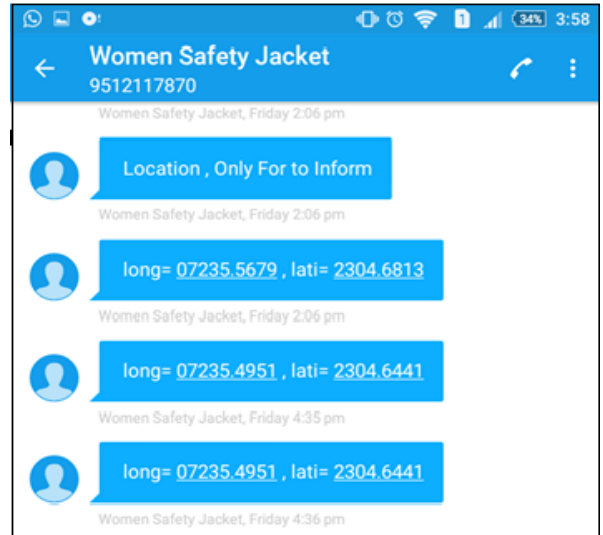 1 34% 3:58
Women Safety Jacket
9512117870
Women Safety Jacket, Friday 2:06 pm
Location , Only For to Inform
Women Safety Jacket, Friday 2:06 pm
long= 07235.5679 , lati= 2304.6813
Women Safety Jacket, Friday 2:06 pm
long= 07235.4951 , lati= 2304.6441
Women Safety Jacket, Friday 4:35 pm
long= 07235.4951 , lati= 2304.6441
Women Safety Jacket, Friday 4:36 pm